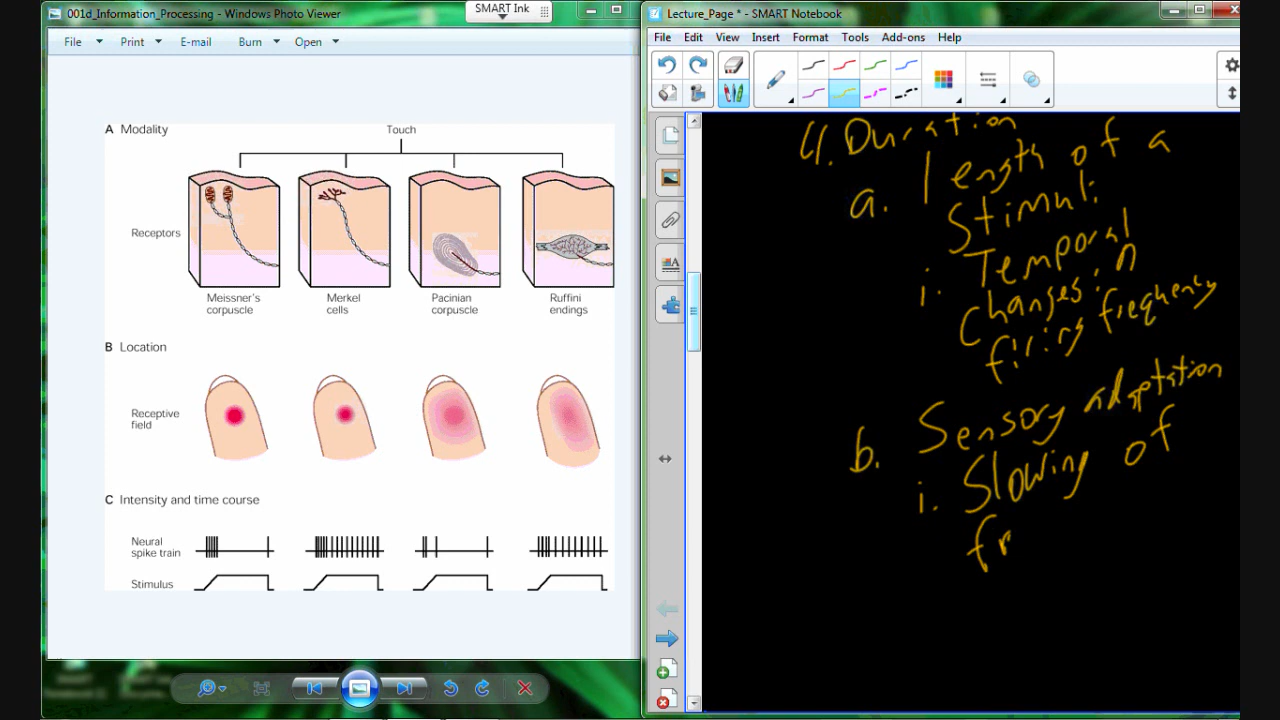 001d_Information_Processing - Windows Photo Viewer
SMART Ink
File Print E-mail Burn Open
A Modality
Touch
Receptors
Meissner's corpuscle
Merkel cells
Pacinian corpuscle
Ruffini endings
B Location
Receptive field
C Intensity and time course
Neural spike train
Stimulus
Lecture_Page * - SMART Notebook
File Edit View Insert Format Tools Add-ons Help
4. Duration
a. length of a
Stimuli
i. Temporal
Changes in
firing frequency
b. Sensory adaptation
i. Slowing of
fr